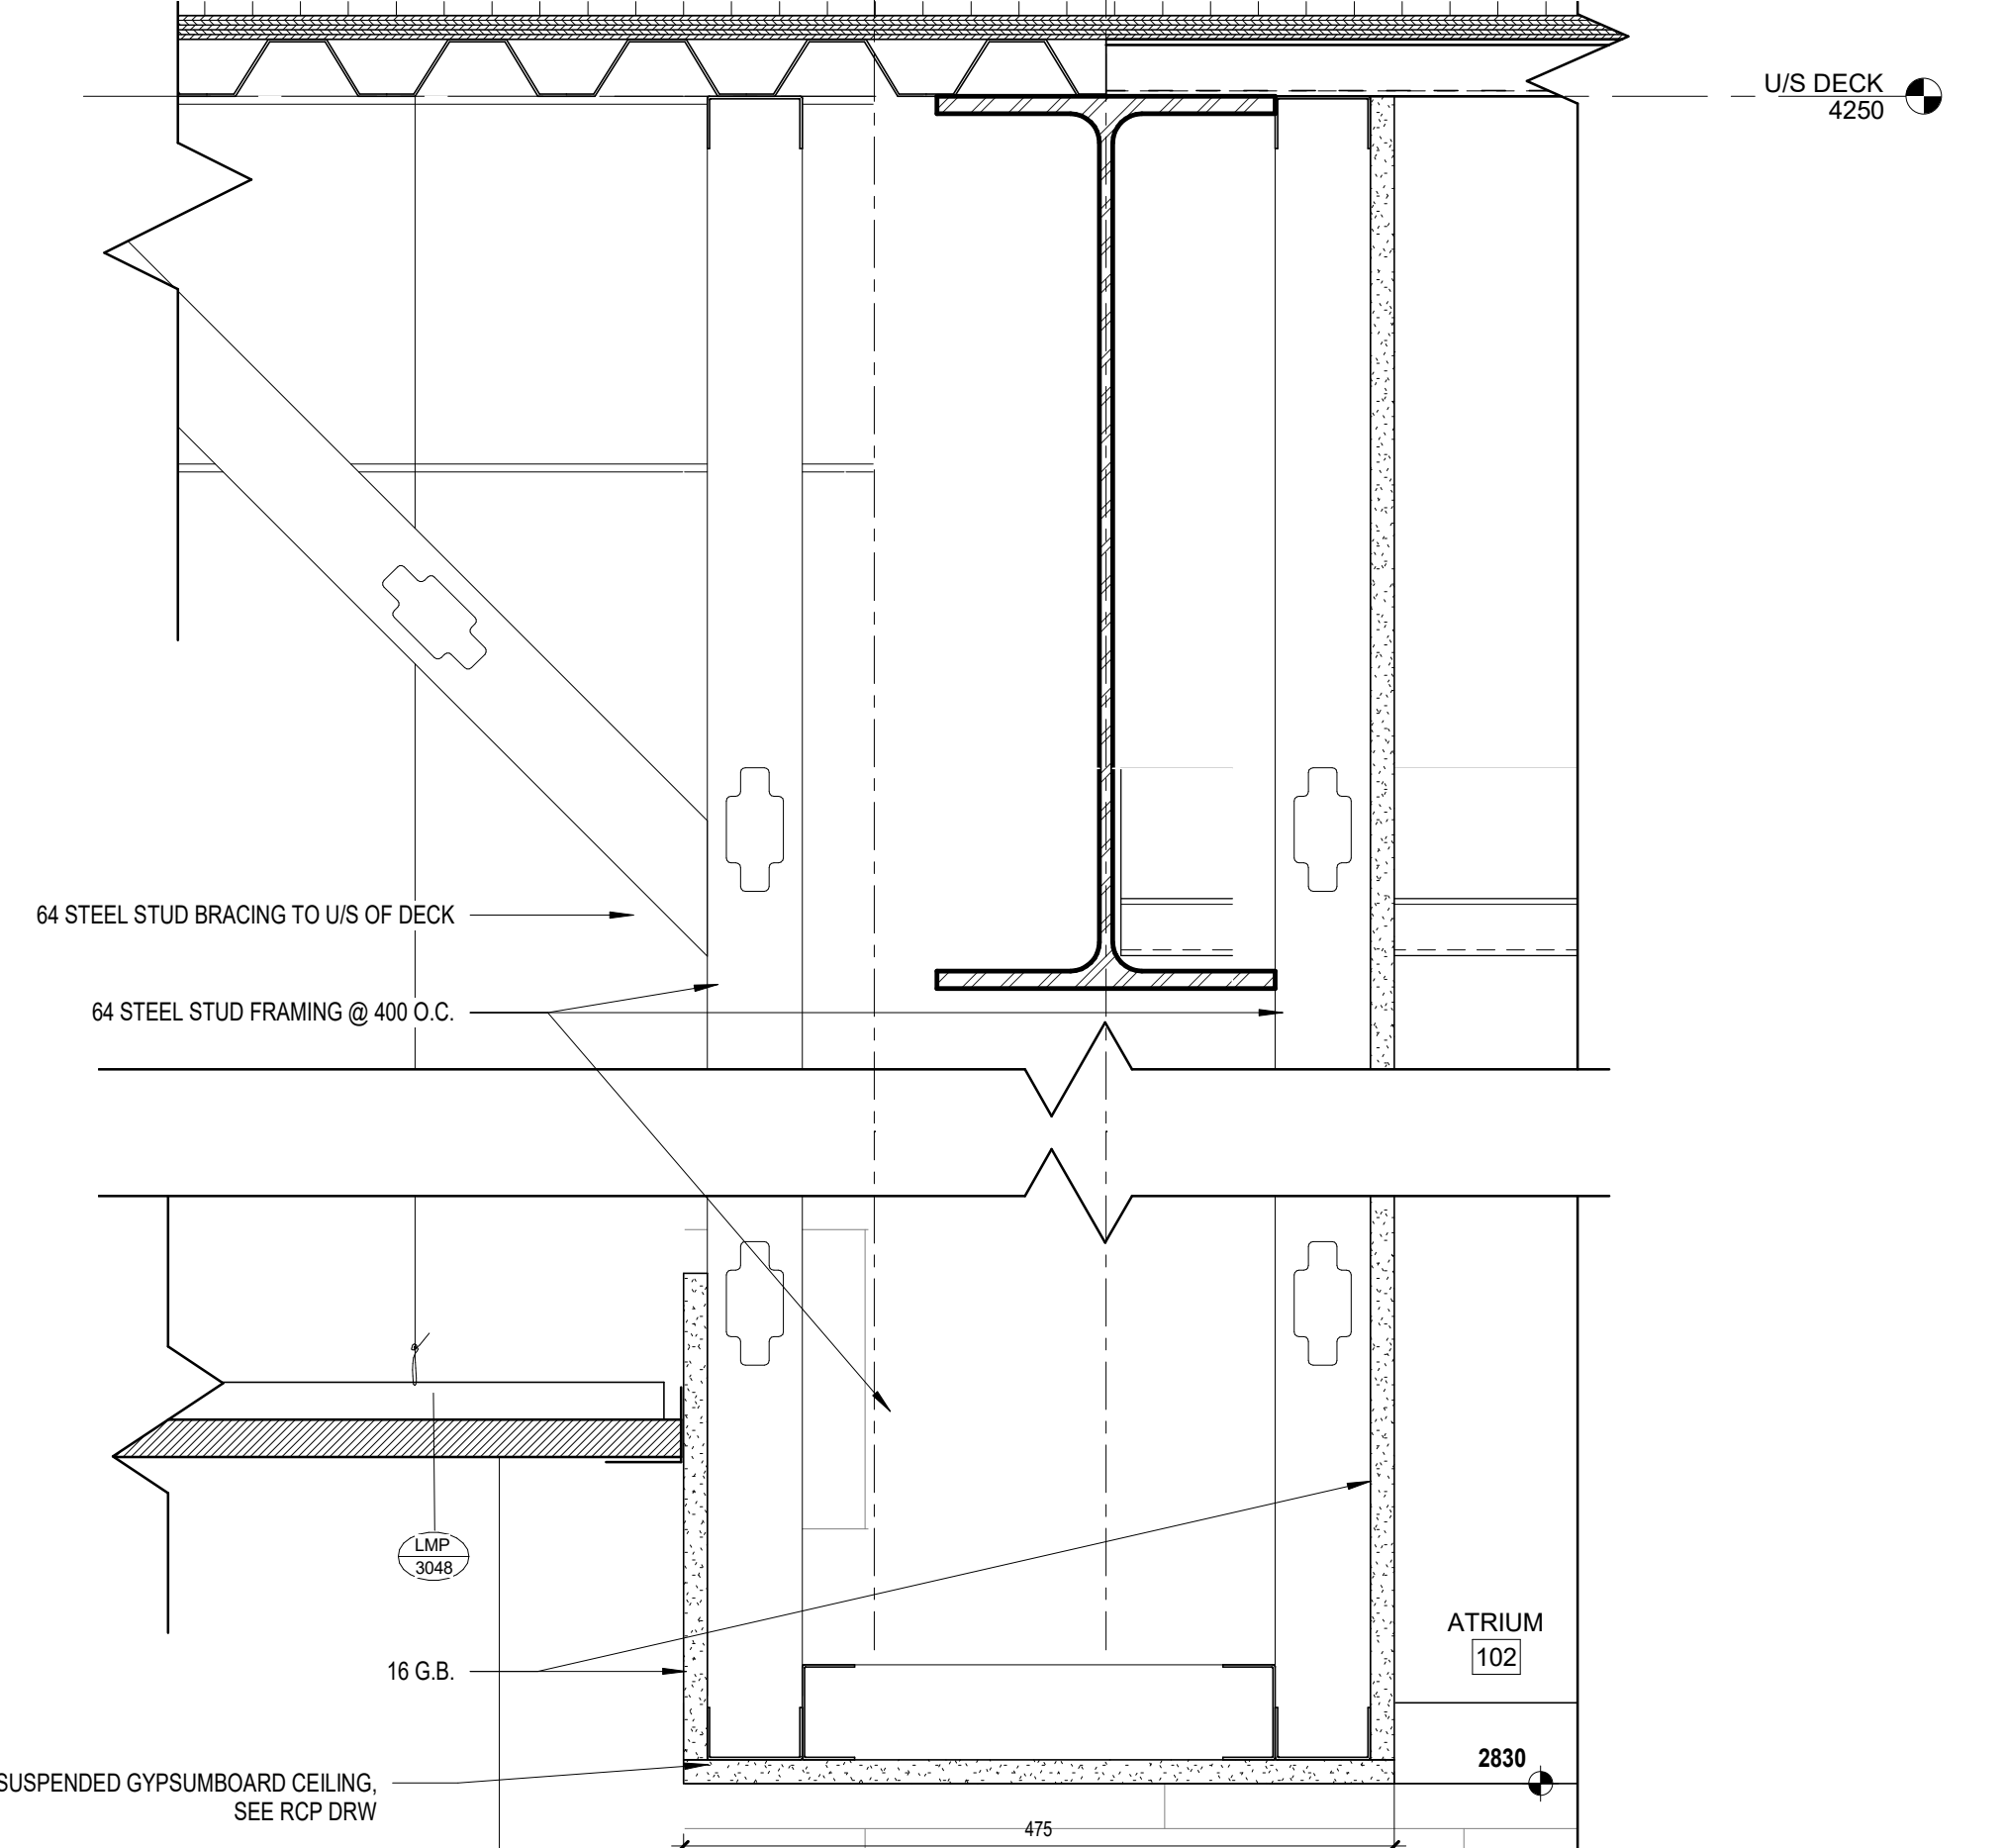 U/S DECK
4250
64 STEEL STUD BRACING TO U/S OF DECK
64 STEEL STUD FRAMING @ 400 O.C.
LMP
3048
ATRIUM
102
16 G.B.
2830
SUSPENDED GYPSUMBOARD CEILING,
SEE RCP DRW
475